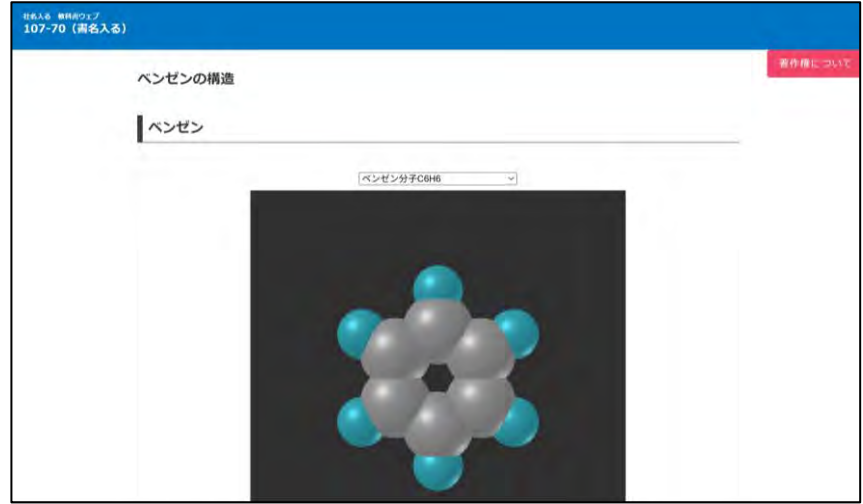 社名入る 教科書ウェブ
107-70（書名入る）
著作権について
ベンゼンの構造
ベンゼン
ベンゼン分子C6H6